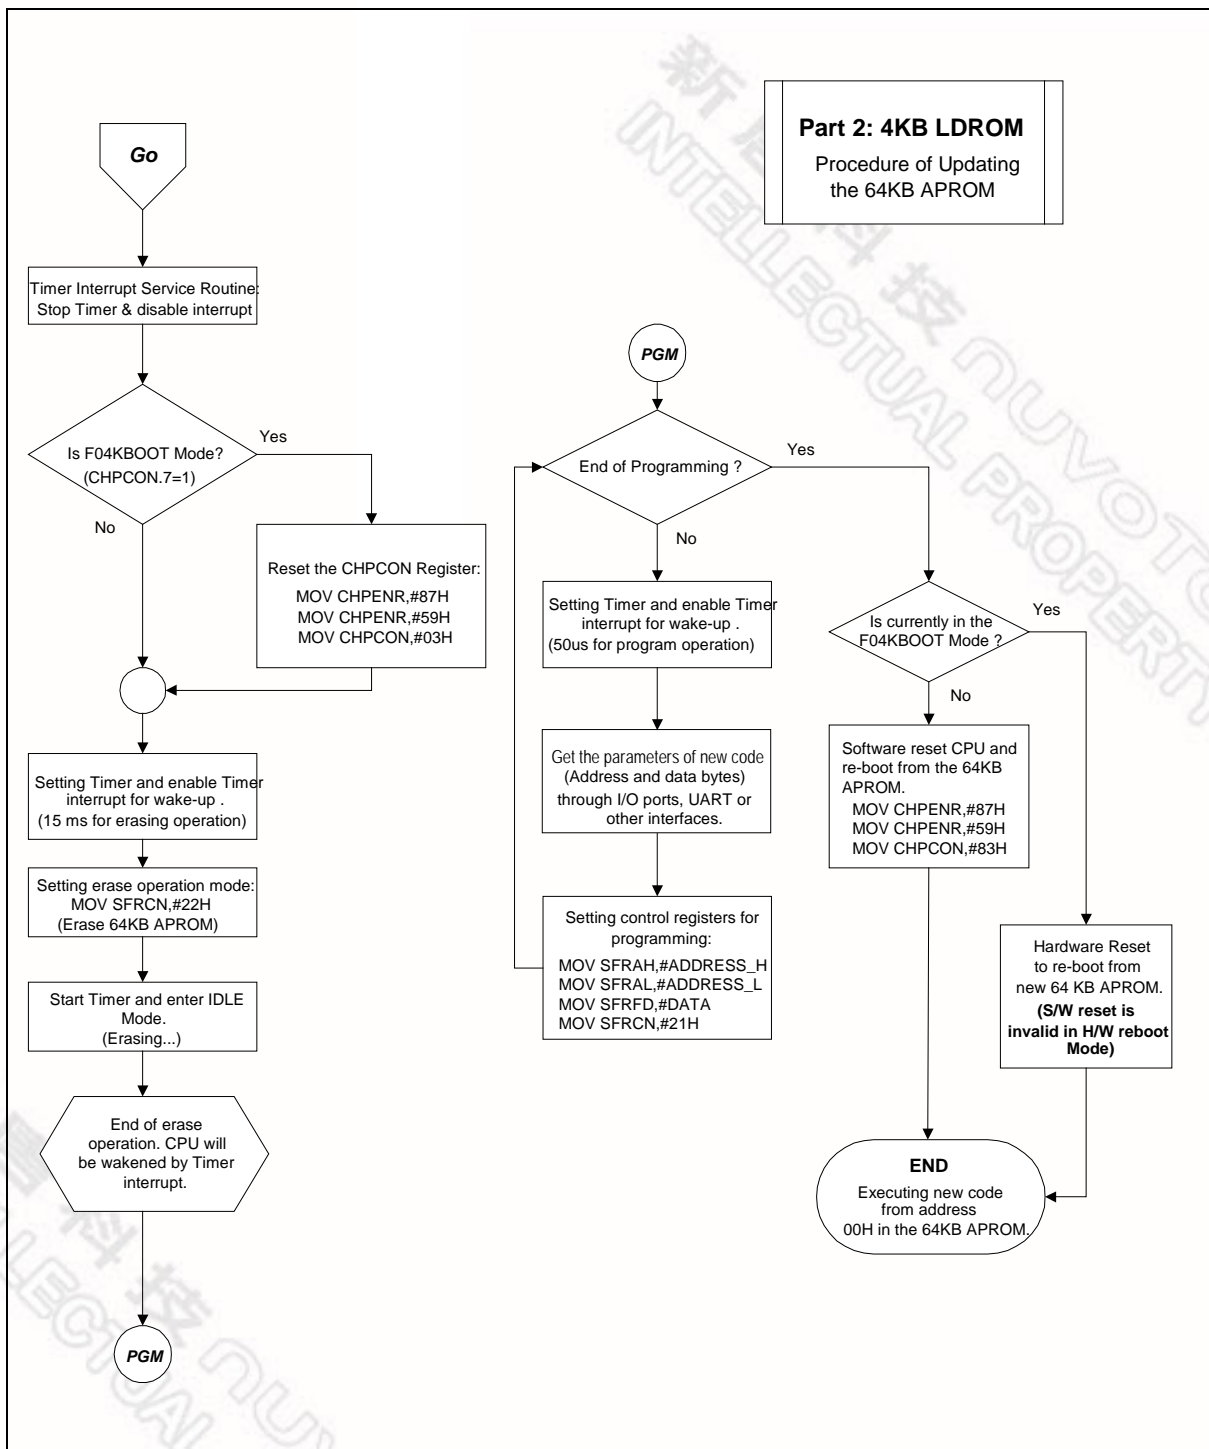 Part 2: 4KB LDROM
Procedure of Updating
the 64KB APROM
Go
Timer Interrupt Service Routine:
Stop Timer & disable interrupt
Is F04KBOOT Mode?
(CHPCON.7=1)
Yes
No
Reset the CHPCON Register:
MOV CHPENR,#87H
MOV CHPENR,#59H
MOV CHPCON,#03H
Setting Timer and enable Timer
interrupt for wake-up .
(15 ms for erasing operation)
Setting erase operation mode:
MOV SFRCN,#22H
(Erase 64KB APROM)
Start Timer and enter IDLE
Mode.
(Erasing...)
End of erase
operation. CPU will
be wakened by Timer
interrupt.
PGM
PGM
End of Programming ?
Yes
No
Setting Timer and enable Timer
interrupt for wake-up .
(50us for program operation)
Get the parameters of new code
(Address and data bytes)
through I/O ports, UART or
other interfaces.
Setting control registers for
programming:
MOV SFRAH,#ADDRESS_H
MOV SFRAL,#ADDRESS_L
MOV SFRFD,#DATA
MOV SFRCN,#21H
Is currently in the
F04KBOOT Mode ?
Yes
No
Software reset CPU and
re-boot from the 64KB
APROM.
MOV CHPENR,#87H
MOV CHPENR,#59H
MOV CHPCON,#83H
Hardware Reset
to re-boot from
new 64 KB APROM.
(S/W reset is
invalid in H/W reboot
Mode)
END
Executing new code
from address
00H in the 64KB APROM.